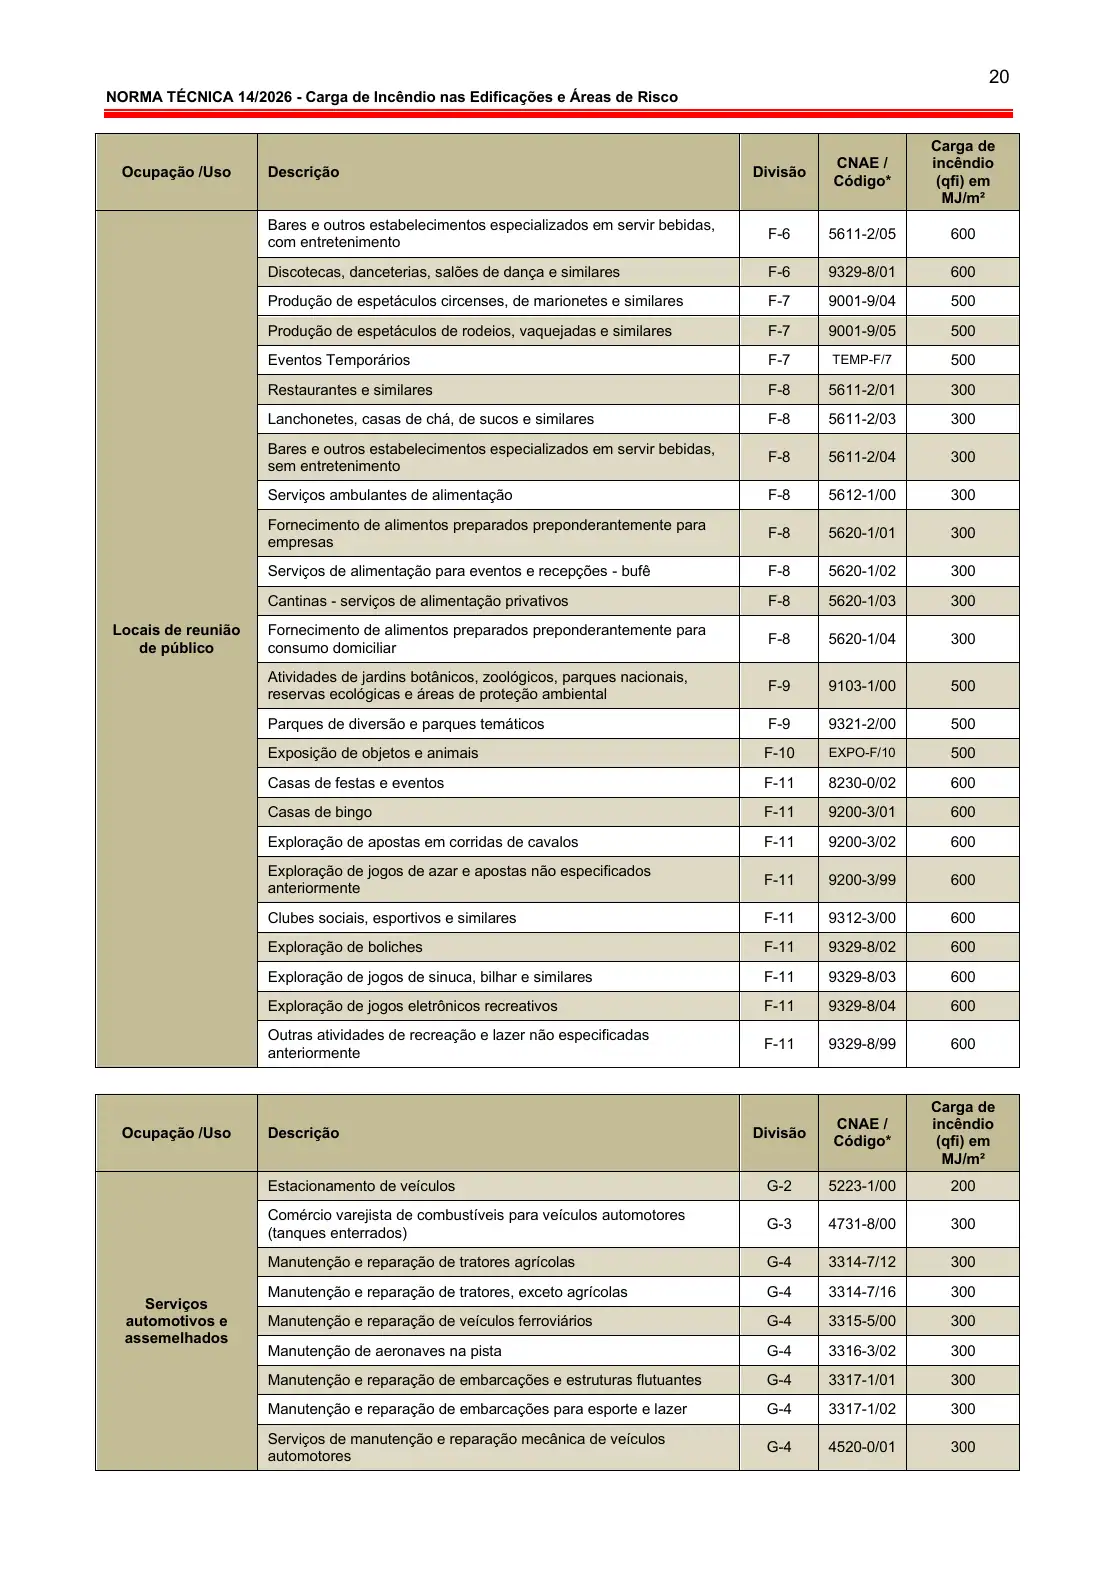 20
NORMA TÉCNICA 14/2026 - Carga de Incêndio nas Edificações e Áreas de Risco
Ocupação /Uso Descrição Divisão CNAE / Código* Carga de incêndio (qfi) em MJ/m²
Locais de reunião de público
Bares e outros estabelecimentos especializados em servir bebidas, com entretenimento F-6 5611-2/05 600
Discotecas, danceterias, salões de dança e similares F-6 9329-8/01 600
Produção de espetáculos circenses, de marionetes e similares F-7 9001-9/04 500
Produção de espetáculos de rodeios, vaquejadas e similares F-7 9001-9/05 500
Eventos Temporários F-7 TEMP-F/7 500
Restaurantes e similares F-8 5611-2/01 300
Lanchonetes, casas de chá, de sucos e similares F-8 5611-2/03 300
Bares e outros estabelecimentos especializados em servir bebidas, sem entretenimento F-8 5611-2/04 300
Serviços ambulantes de alimentação F-8 5612-1/00 300
Fornecimento de alimentos preparados preponderantemente para empresas F-8 5620-1/01 300
Serviços de alimentação para eventos e recepções - bufê F-8 5620-1/02 300
Cantinas - serviços de alimentação privativos F-8 5620-1/03 300
Fornecimento de alimentos preparados preponderantemente para consumo domiciliar F-8 5620-1/04 300
Atividades de jardins botânicos, zoológicos, parques nacionais, reservas ecológicas e áreas de proteção ambiental F-9 9103-1/00 500
Parques de diversão e parques temáticos F-9 9321-2/00 500
Exposição de objetos e animais F-10 EXPO-F/10 500
Casas de festas e eventos F-11 8230-0/02 600
Casas de bingo F-11 9200-3/01 600
Exploração de apostas em corridas de cavalos F-11 9200-3/02 600
Exploração de jogos de azar e apostas não especificados anteriormente F-11 9200-3/99 600
Clubes sociais, esportivos e similares F-11 9312-3/00 600
Exploração de boliches F-11 9329-8/02 600
Exploração de jogos de sinuca, bilhar e similares F-11 9329-8/03 600
Exploração de jogos eletrônicos recreativos F-11 9329-8/04 600
Outras atividades de recreação e lazer não especificadas anteriormente F-11 9329-8/99 600
Ocupação /Uso Descrição Divisão CNAE / Código* Carga de incêndio (qfi) em MJ/m²
Serviços automotivos e assemelhados
Estacionamento de veículos G-2 5223-1/00 200
Comércio varejista de combustíveis para veículos automotores (tanques enterrados) G-3 4731-8/00 300
Manutenção e reparação de tratores agrícolas G-4 3314-7/12 300
Manutenção e reparação de tratores, exceto agrícolas G-4 3314-7/16 300
Manutenção e reparação de veículos ferroviários G-4 3315-5/00 300
Manutenção de aeronaves na pista G-4 3316-3/02 300
Manutenção e reparação de embarcações e estruturas flutuantes G-4 3317-1/01 300
Manutenção e reparação de embarcações para esporte e lazer G-4 3317-1/02 300
Serviços de manutenção e reparação mecânica de veículos automotores G-4 4520-0/01 300